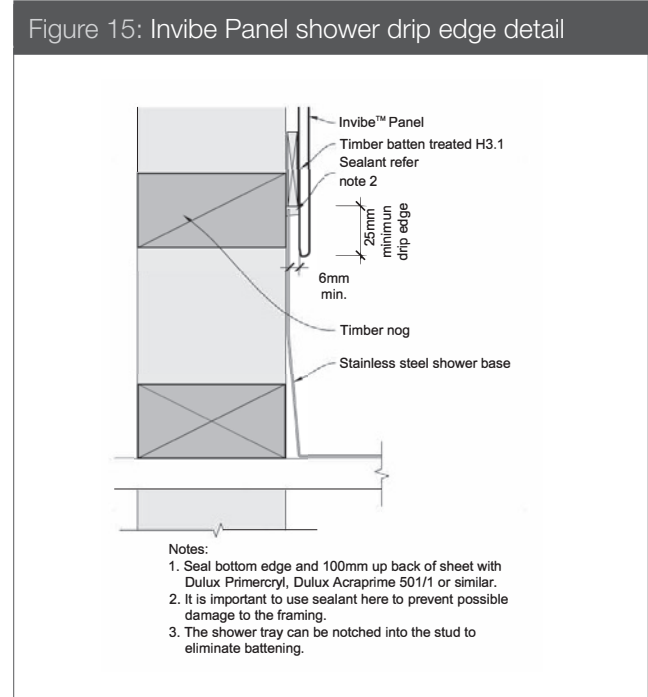 Figure 15: Invibe Panel shower drip edge detail
Invibe™ Panel
Timber batten treated H3.1
Sealant refer
note 2
25mm
minimun
drip edge
6mm
min.
Timber nog
Stainless steel shower base
Notes:
1. Seal bottom edge and 100mm up back of sheet with
Dulux Primercryl, Dulux Acraprime 501/1 or similar.
2. It is important to use sealant here to prevent possible
damage to the framing.
3. The shower tray can be notched into the stud to
eliminate battening.